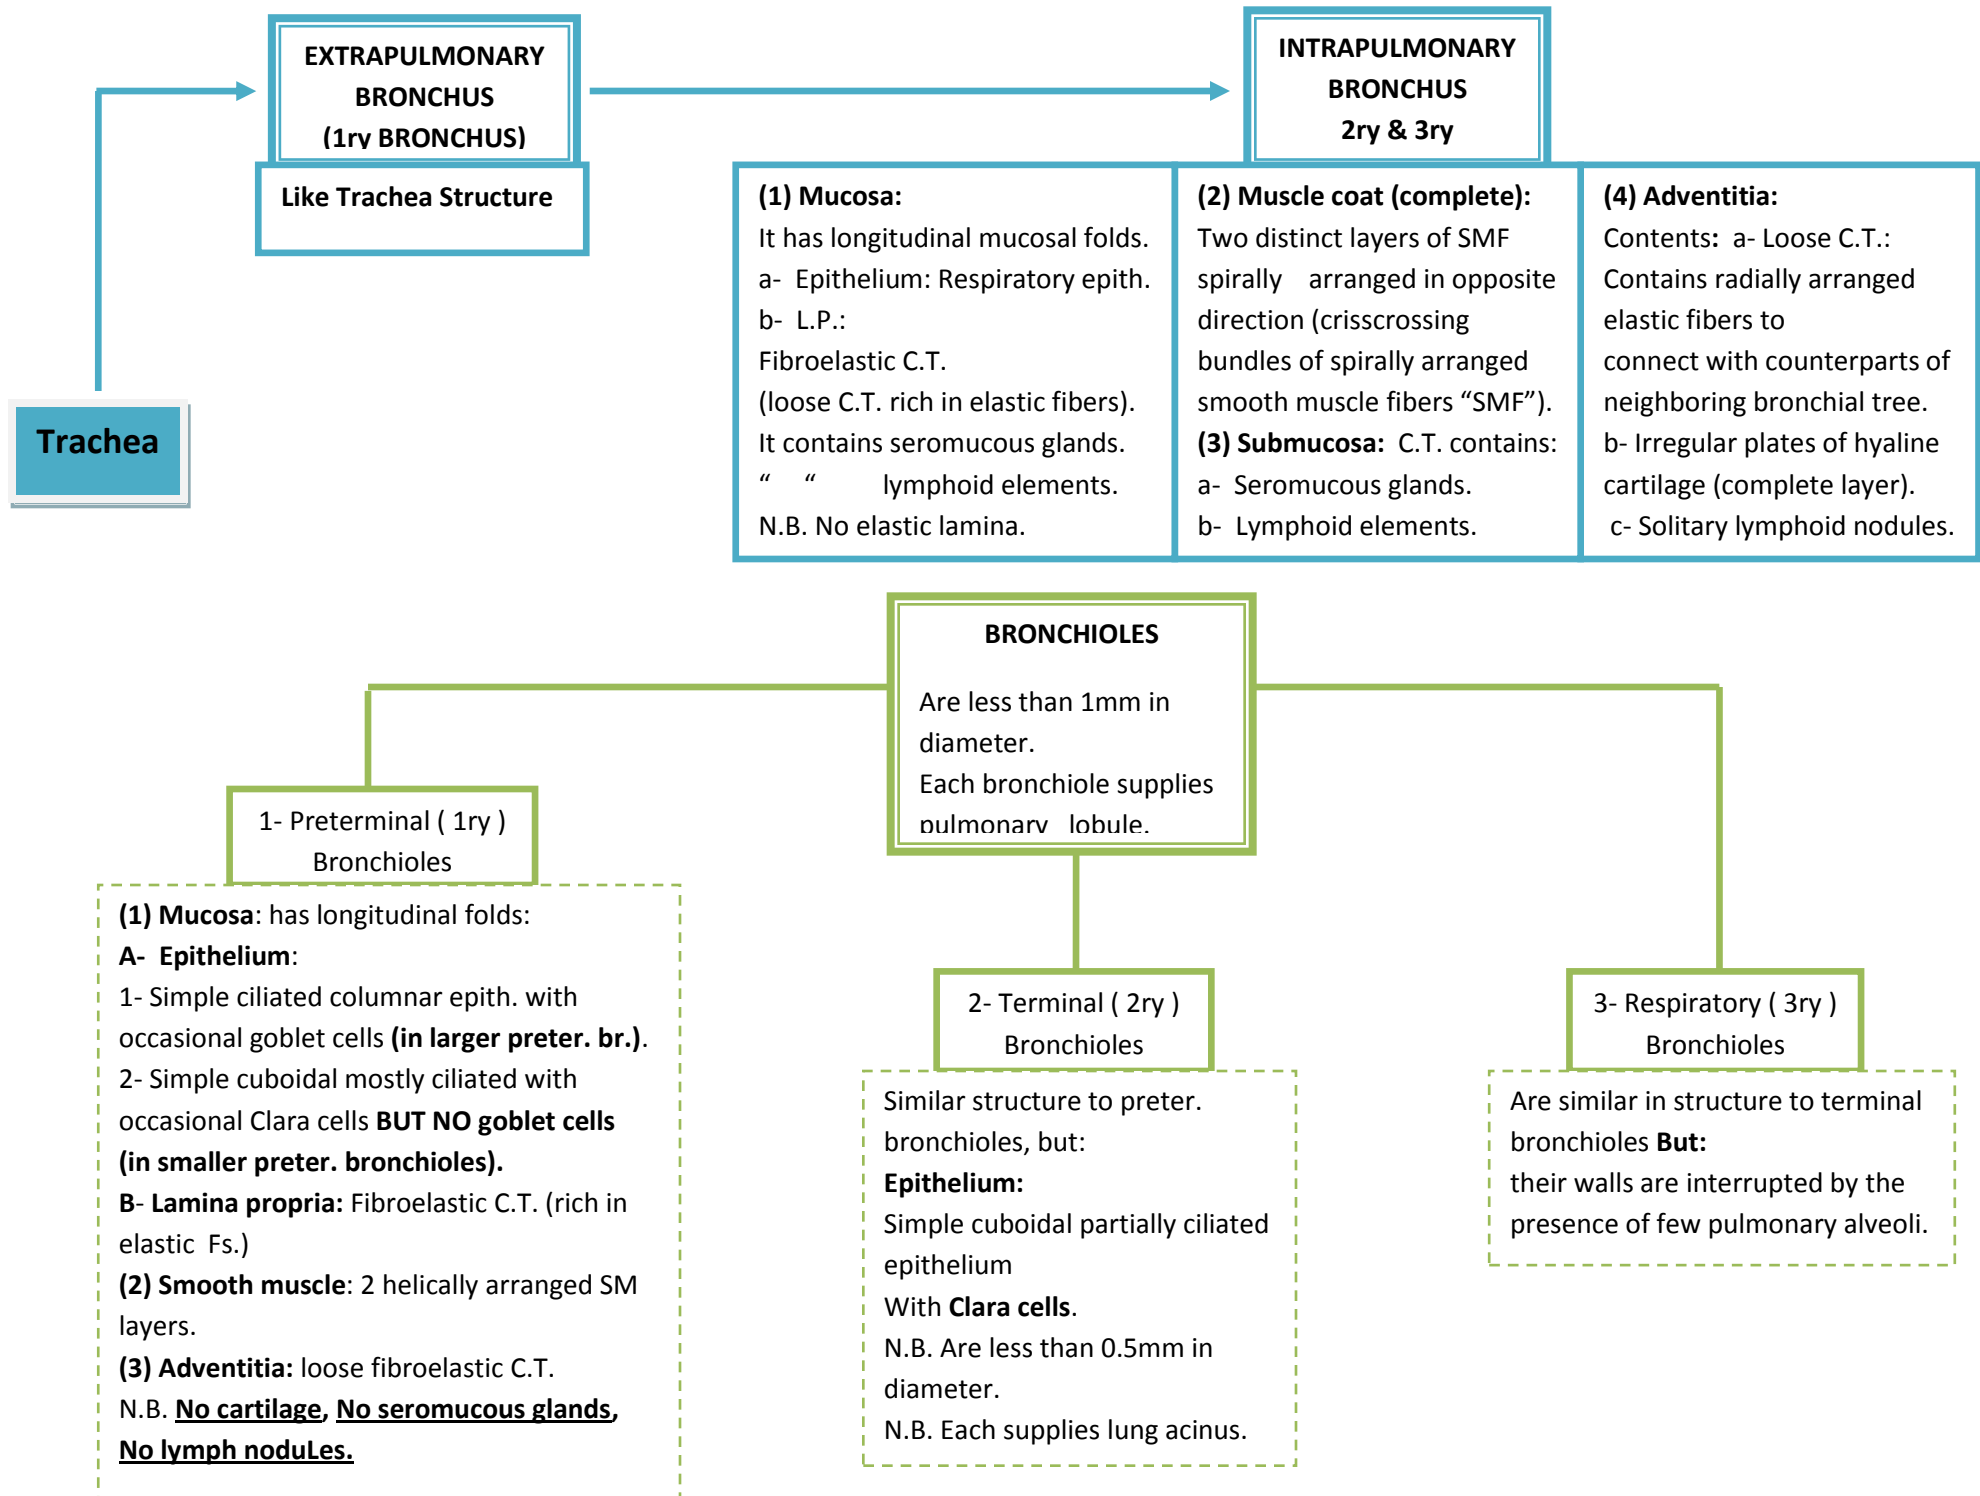 EXTRAPULMONARY
BRONCHUS
(1ry BRONCHUS)
Like Trachea Structure
INTRAPULMONARY
BRONCHUS
2ry & 3ry
Trachea
(1) Mucosa:
It has longitudinal mucosal folds.
a-  Epithelium: Respiratory epith.
b-  L.P.:
Fibroelastic C.T.
(loose C.T. rich in elastic fibers).
It contains seromucous glands.
“   “   lymphoid elements.
N.B. No elastic lamina.
(2) Muscle coat (complete):
Two distinct layers of SMF
spirally   arranged in opposite
direction (crisscrossing
bundles of spirally arranged
smooth muscle fibers “SMF”).
(3) Submucosa:  C.T. contains:
a-  Seromucous glands.
b-  Lymphoid elements.
(4) Adventitia:
Contents:  a- Loose C.T.:
Contains radially arranged
elastic fibers to
connect with counterparts of
neighboring bronchial tree.
b- Irregular plates of hyaline
cartilage (complete layer).
c- Solitary lymphoid nodules.
BRONCHIOLES
Are less than 1mm in
diameter.
Each bronchiole supplies
pulmonary  lobule.
1- Preterminal ( 1ry )
Bronchioles
(1) Mucosa: has longitudinal folds:
A-  Epithelium:
1- Simple ciliated columnar epith. with
occasional goblet cells (in larger preter. br.).
2- Simple cuboidal mostly ciliated with
occasional Clara cells BUT NO goblet cells
(in smaller preter. bronchioles).
B- Lamina propria: Fibroelastic C.T. (rich in
elastic  Fs.)
(2) Smooth muscle: 2 helically arranged SM
layers.
(3) Adventitia: loose fibroelastic C.T.
N.B. No cartilage, No seromucous glands,
No lymph noduLes.
2- Terminal ( 2ry )
Bronchioles
Similar structure to preter.
bronchioles, but:
Epithelium:
Simple cuboidal partially ciliated
epithelium
With Clara cells.
N.B. Are less than 0.5mm in
diameter.
N.B. Each supplies lung acinus.
3- Respiratory ( 3ry )
Bronchioles
Are similar in structure to terminal
bronchioles But:
their walls are interrupted by the
presence of few pulmonary alveoli.